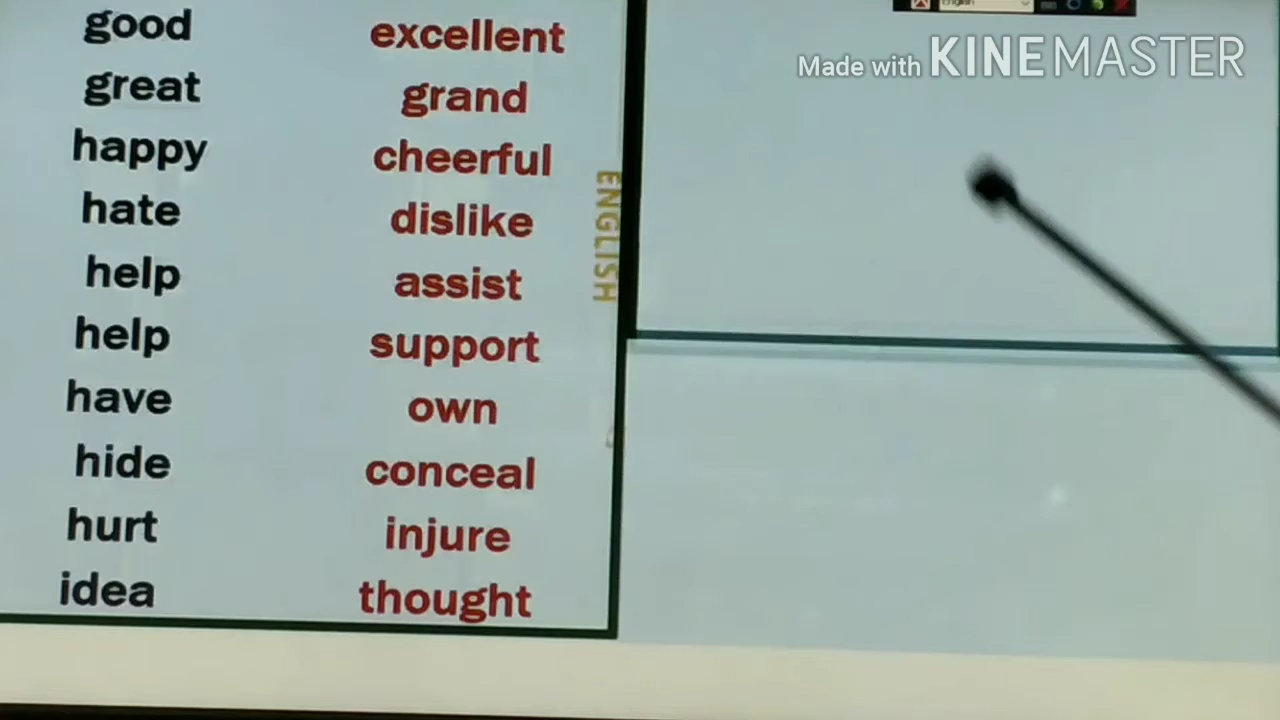 good excellent
great grand
happy cheerful
hate dislike
help assist
help support
have own
hide conceal
hurt injure
idea thought
ENGLISH
English
Made with KINEMASTER